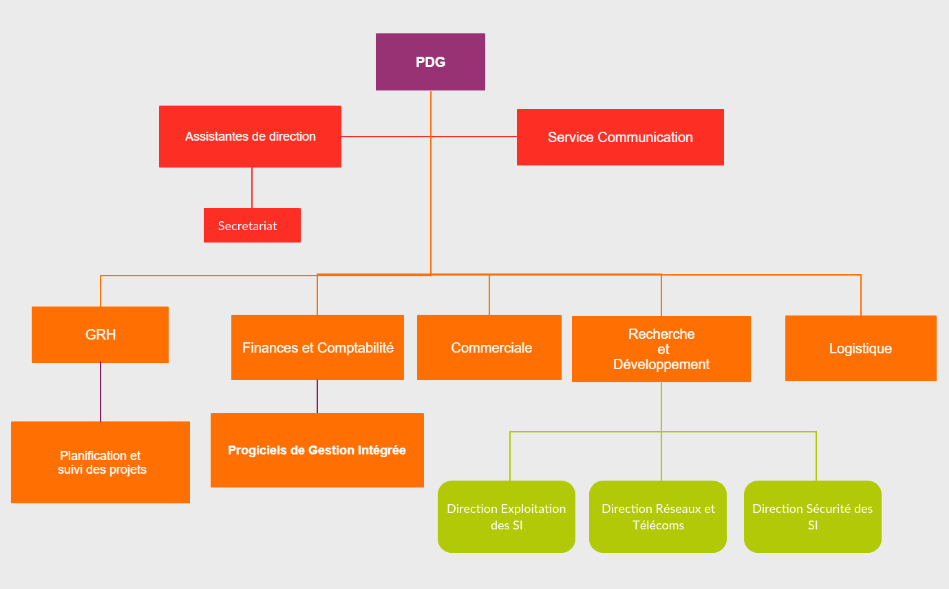 PDG
Assistantes de direction
Service Communication
Secretariat
GRH
Finances et Comptabilité
Commerciale
Recherche
et
Développement
Logistique
Planification et
suivi des projets
Progiciels de Gestion Intégrée
Direction Exploitation
des SI
Direction Réseaux et
Télécoms
Direction Sécurité des
SI